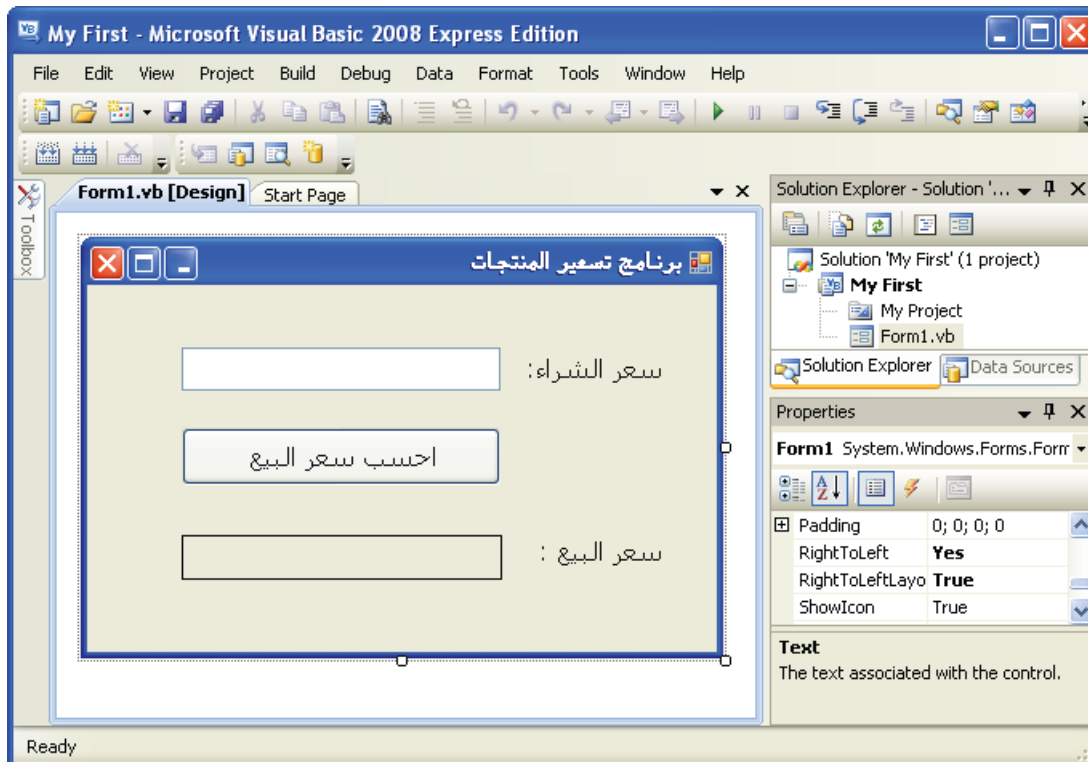 My First - Microsoft Visual Basic 2008 Express Edition
File Edit View Project Build Debug Data Format Tools Window Help
Toolbox
Form1.vb [Design] Start Page
برنامج تسعير المنتجات
سعر الشراء:
احسب سعر البيع
سعر البيع :
Solution Explorer - Solution '...
Solution 'My First' (1 project)
My First
My Project
Form1.vb
Solution Explorer Data Sources
Properties
Form1 System.Windows.Forms.Form
Padding 0; 0; 0; 0
RightToLeft Yes
RightToLeftLayo True
ShowIcon True
Text
The text associated with the control.
Ready